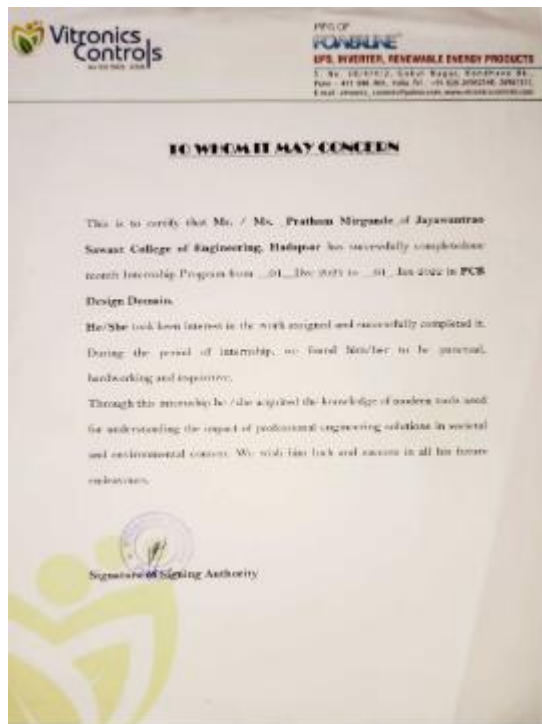 Vitronics
Controls
MFG. OF
POWERLINE
UPS, INVERTER, RENEWABLE ENERGY PRODUCTS
TO WHOM IT MAY CONCERN
This is to certify that Mr. / Ms. Pratham Mirgunde of Jayawantrao
Sawant College of Engineering, Hadapsar has successfully
month Internship Program from 01 Dec 2021 to 01 Jan 2022 in PCB
Design Domain.
He/She took keen interest in the work assigned and successfully completed it.
During the period of internship, we found him/her to be punctual,
hardworking and inquisitive.
Through this internship he / she acquired the knowledge of modern tools used
for understanding the impact of professional engineering solutions in societal
and environmental context. We wish him luck and success in all his future
endeavours.
Signature of Signing Authority